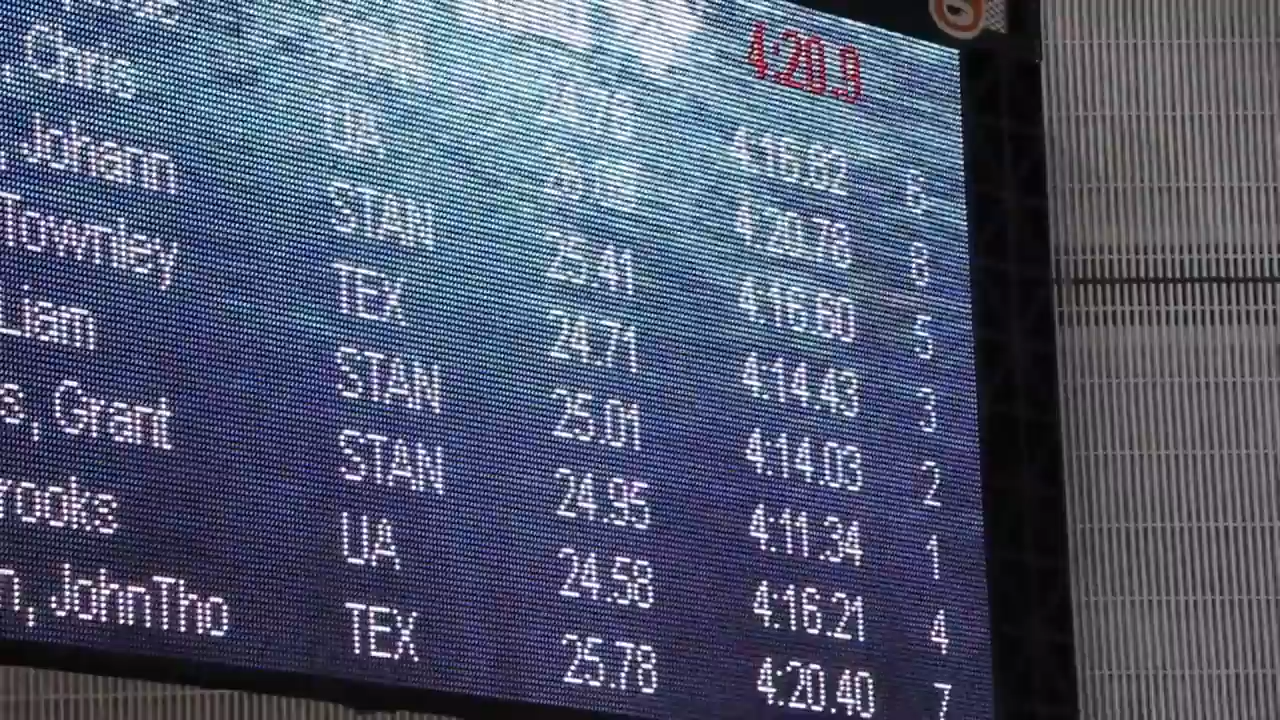 4:20.9
STAN 24.76 4:16.82 6
, Chris UA 4:20.78 8
, Johann STAN 25.41 4:16.60 5
Townley TEX 24.71 4:14.43 3
Liam STAN 25.01 4:14.03 2
s, Grant STAN 24.95 4:11.34 1
rooks UA 24.58 4:16.21 4
n, JohnTho TEX 25.78 4:20.40 7